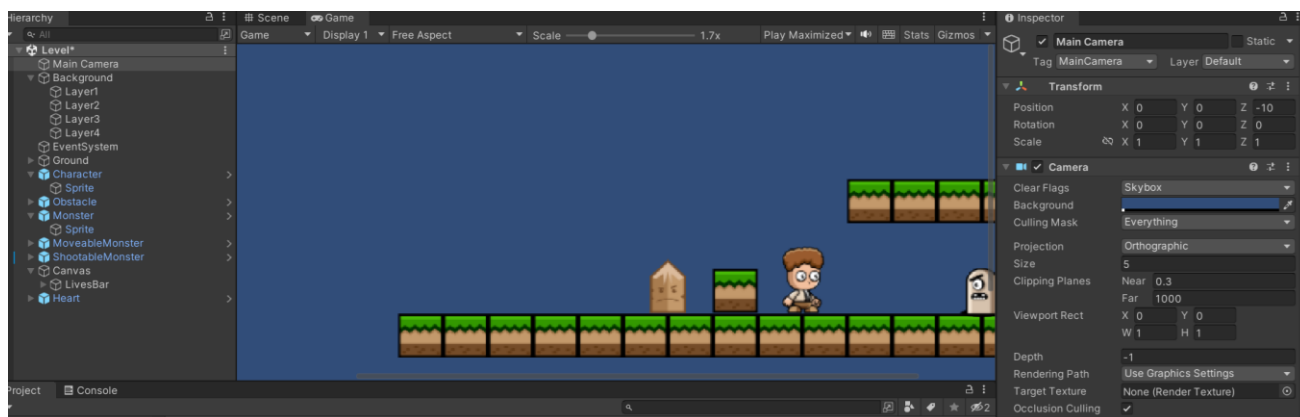 Hierarchy
All
Level*
Main Camera
Background
Layer1
Layer2
Layer3
Layer4
EventSystem
Ground
Character
Sprite
Obstacle
Monster
Sprite
MoveableMonster
ShootableMonster
Canvas
LivesBar
Heart
Scene Game
Game Display 1 Free Aspect Scale 1.7x Play Maximized Stats Gizmos
Project Console
2
Inspector
Main Camera Static
Tag MainCamera Layer Default
Transform
Position X 0 Y 0 Z -10
Rotation X 0 Y 0 Z 0
Scale X 1 Y 1 Z 1
Camera
Clear Flags Skybox
Background
Culling Mask Everything
Projection Orthographic
Size 5
Clipping Planes Near 0.3
Far 1000
Viewport Rect X 0 Y 0
W 1 H 1
Depth -1
Rendering Path Use Graphics Settings
Target Texture None (Render Texture)
Occlusion Culling